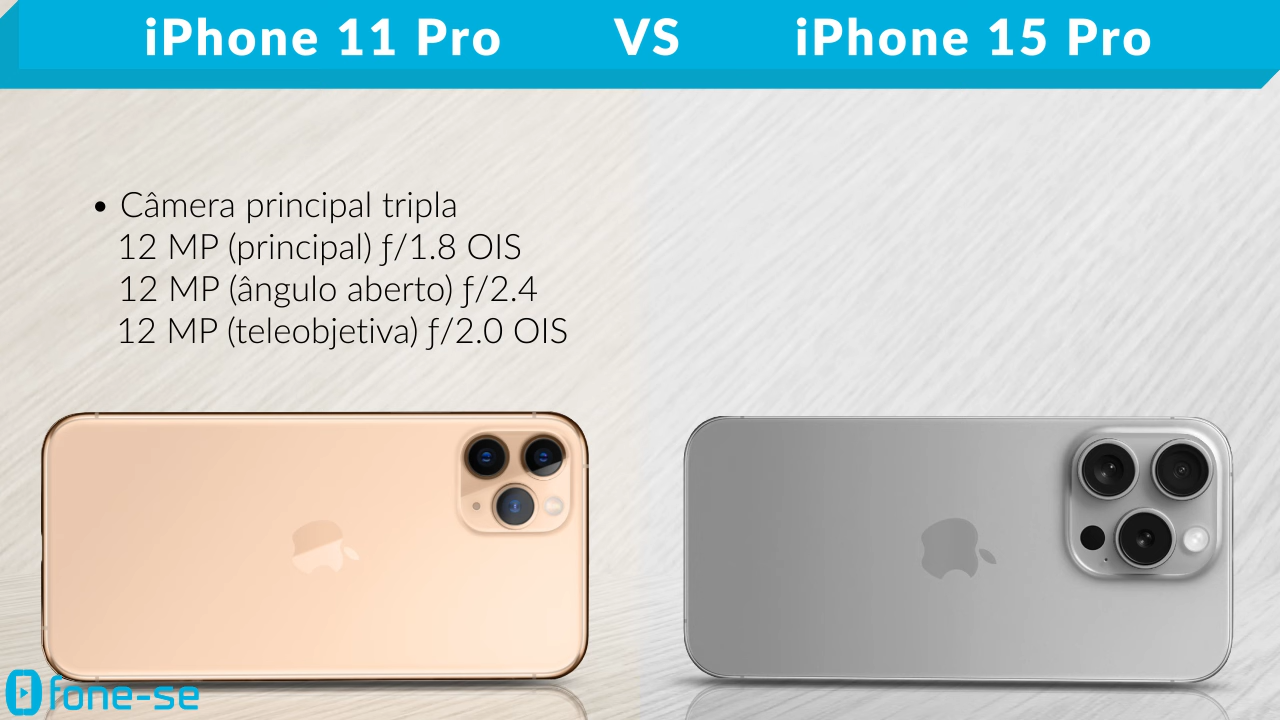 iPhone 11 Pro VS iPhone 15 Pro
• Câmera principal tripla
12 MP (principal) ƒ/1.8 OIS
12 MP (ângulo aberto) ƒ/2.4
12 MP (teleobjetiva) ƒ/2.0 OIS
fone-se